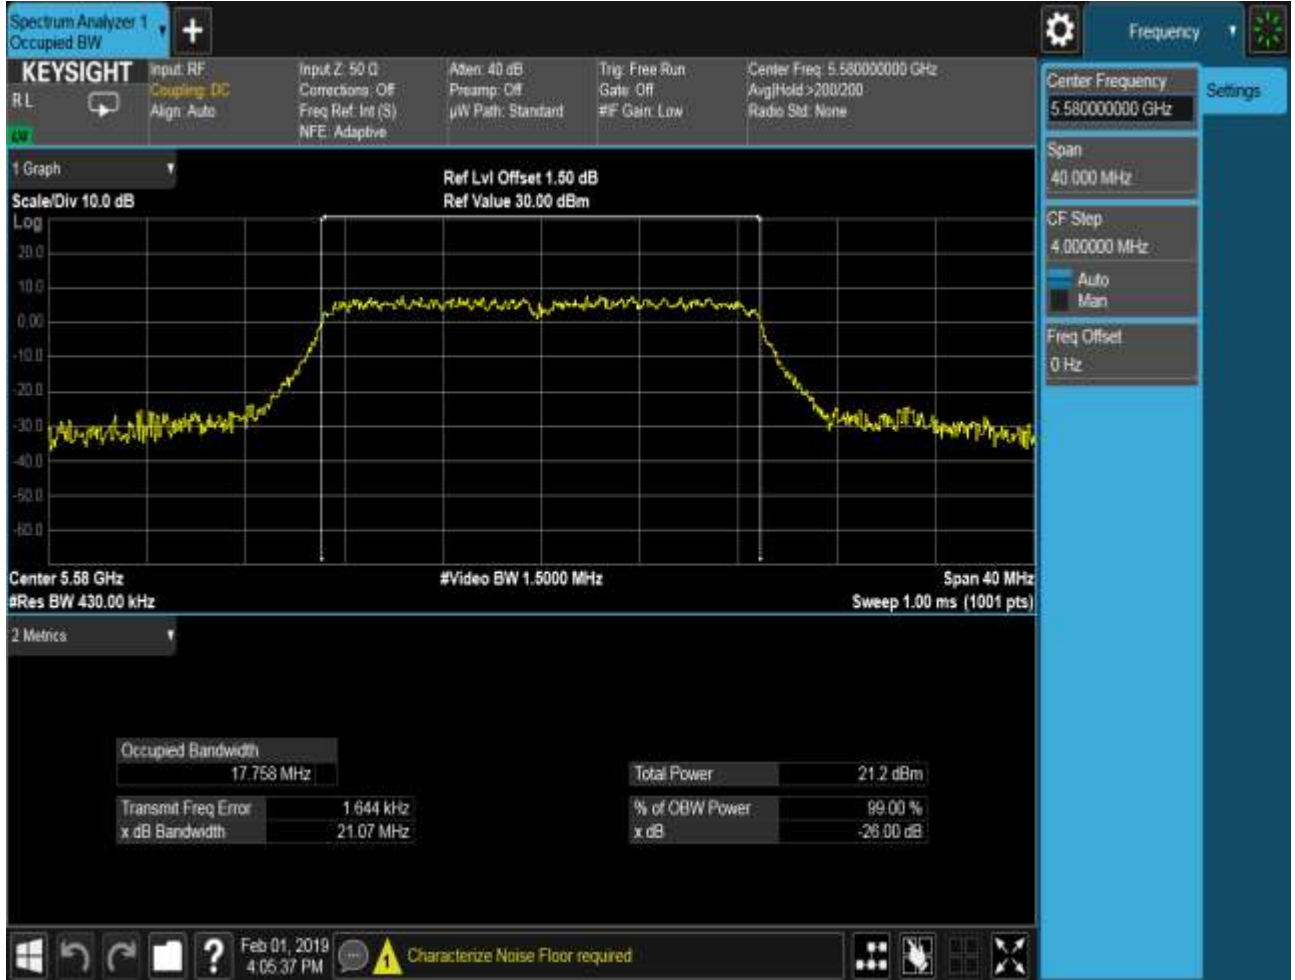 Spectrum Analyzer 1
Occupied BW
Frequency
KEYSIGHT
Input: RF
Coupling: DC
Align: Auto
Input Z: 50 Ω
Corrections: Off
Freq Ref: Int (S)
NFE: Adaptive
Atten: 40 dB
Preamp: Off
µW Path: Standard
Trig: Free Run
Gate: Off
#IF Gain: Low
Center Freq: 5.580000000 GHz
Avg|Hold:>200/200
Radio Std: None
R L
Center Frequency
5.580000000 GHz
Settings
Span
40.000 MHz
CF Step
4.000000 MHz
Auto
Man
Freq Offset
0 Hz
1 Graph
Scale/Div 10.0 dB
Ref Lvl Offset 1.50 dB
Ref Value 30.00 dBm
Log
20.0
10.0
0.00
-10.0
-20.0
-30.0
-40.0
-50.0
-60.0
Center 5.58 GHz
#Video BW 1.5000 MHz
Span 40 MHz
#Res BW 430.00 kHz
Sweep 1.00 ms (1001 pts)
2 Metrics
Occupied Bandwidth
17.758 MHz
Total Power 21.2 dBm
Transmit Freq Error 1.644 kHz
% of OBW Power 99.00 %
x dB Bandwidth 21.07 MHz
x dB -26.00 dB
Feb 01, 2019
4:05:37 PM
1
Characterize Noise Floor required